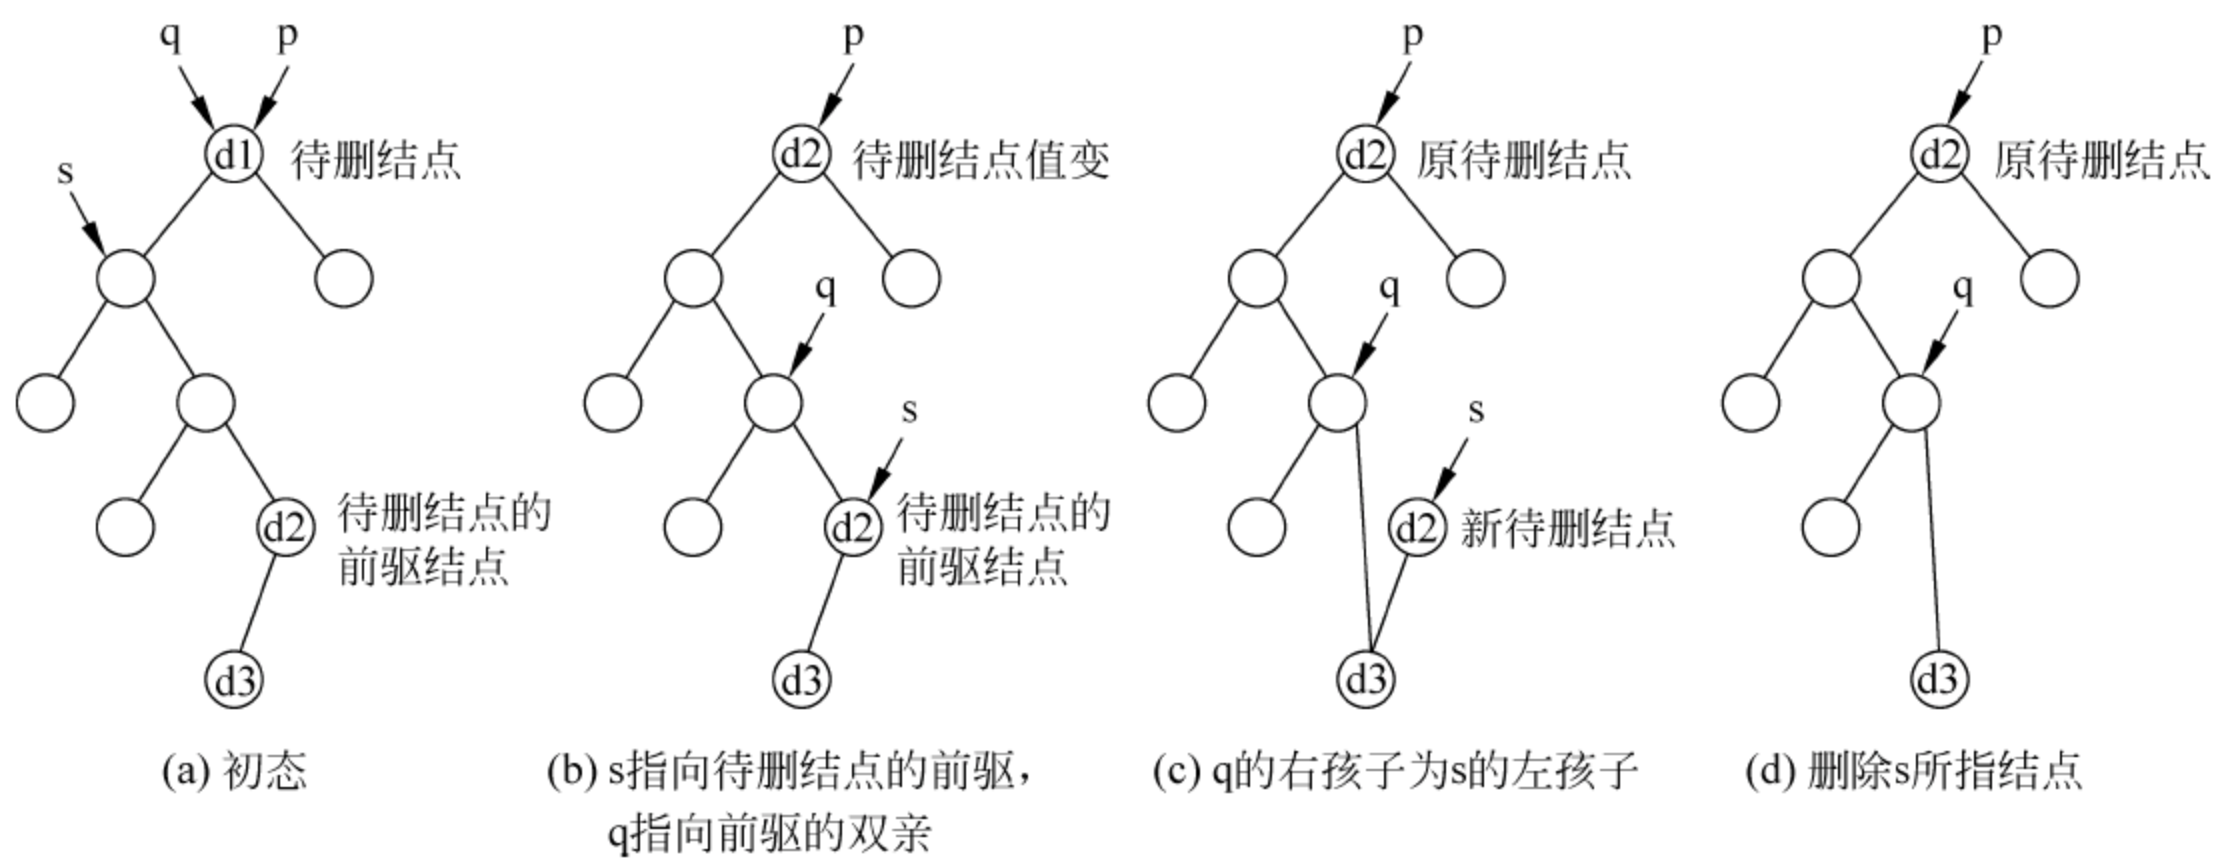 q p
d1 待删结点
s
d2 待删结点的
前驱结点
d3
(a) 初态
p
d2 待删结点值变
q
s
d2 待删结点的
前驱结点
d3
(b) s指向待删结点的前驱，
q指向前驱的双亲
p
d2 原待删结点
q
s
d2 新待删结点
d3
(c) q的右孩子为s的左孩子
p
d2 原待删结点
q
d3
(d) 删除s所指结点